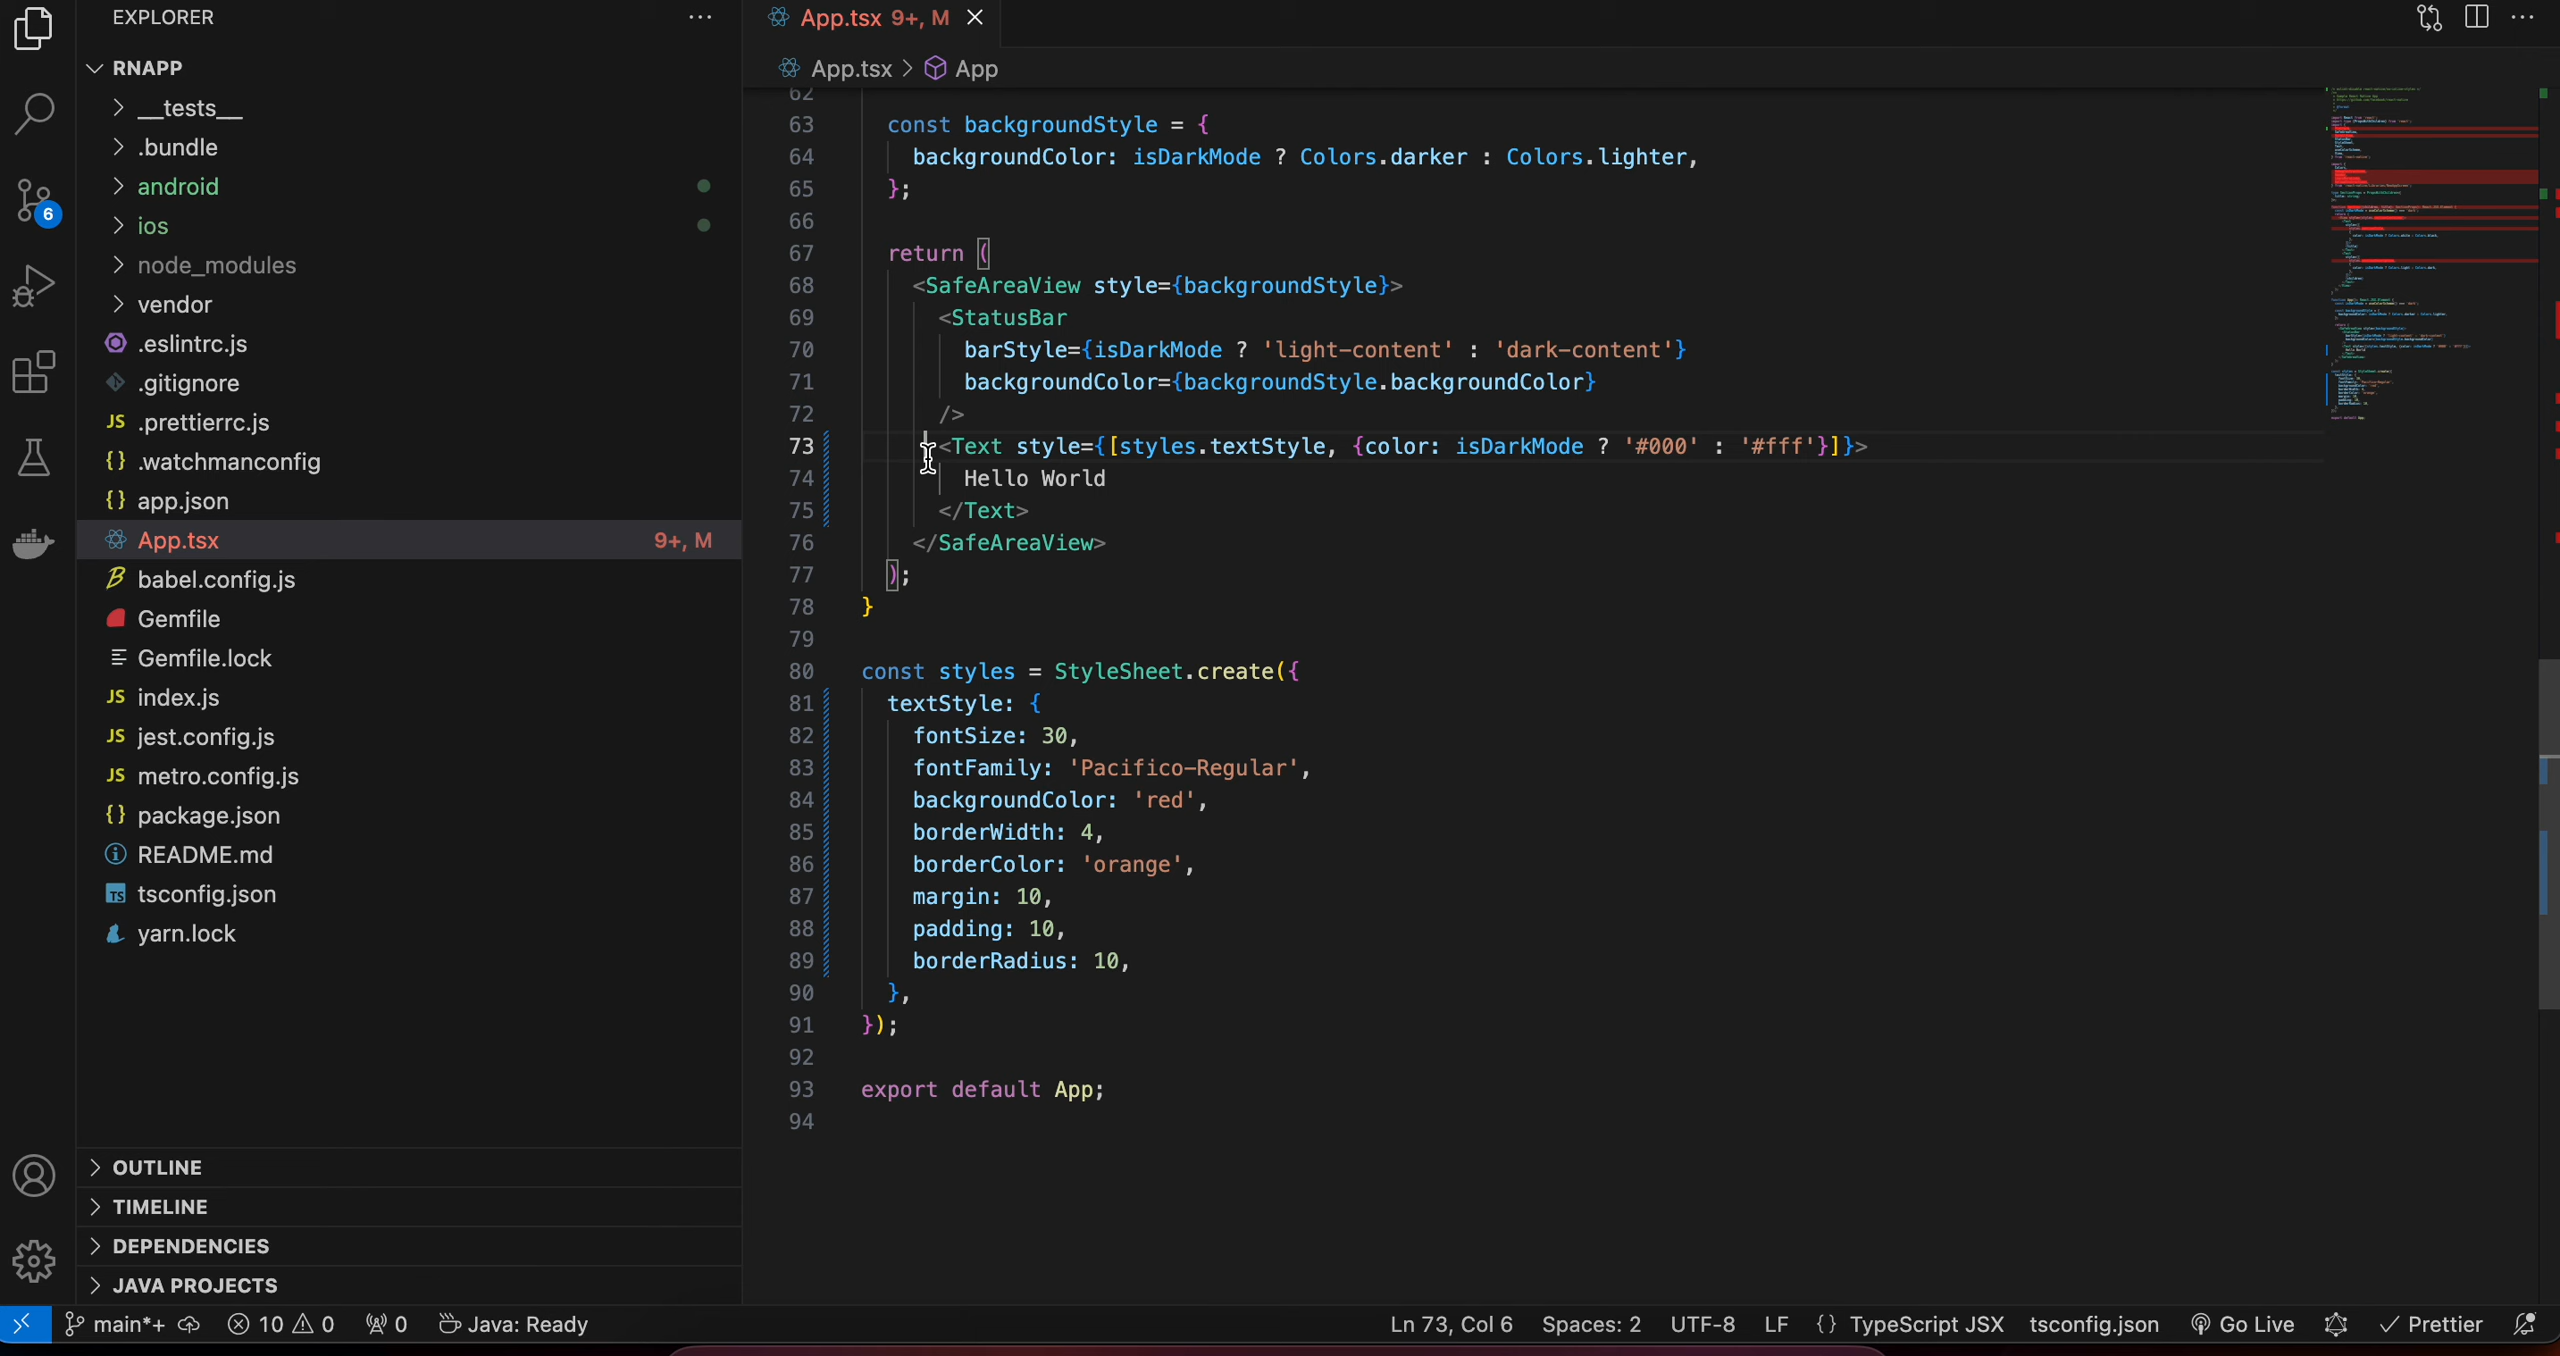 EXPLORER
RNAPP
__tests__
.bundle
android
ios
node_modules
vendor
.eslintrc.js
.gitignore
JS .prettierrc.js
{} .watchmanconfig
{} app.json
App.tsx 9+, M
babel.config.js
Gemfile
Gemfile.lock
JS index.js
JS jest.config.js
JS metro.config.js
{} package.json
README.md
TS tsconfig.json
yarn.lock
OUTLINE
TIMELINE
DEPENDENCIES
JAVA PROJECTS
6
App.tsx 9+, M
App.tsx > App
62
63 const backgroundStyle = {
64 backgroundColor: isDarkMode ? Colors.darker : Colors.lighter,
65 };
66
67 return (
68 <SafeAreaView style={backgroundStyle}>
69 <StatusBar
70 barStyle={isDarkMode ? 'light-content' : 'dark-content'}
71 backgroundColor={backgroundStyle.backgroundColor}
72 />
73 <Text style={[styles.textStyle, {color: isDarkMode ? '#000' : '#fff'}]}>
74 Hello World
75 </Text>
76 </SafeAreaView>
77 );
78 }
79
80 const styles = StyleSheet.create({
81 textStyle: {
82 fontSize: 30,
83 fontFamily: 'Pacifico-Regular',
84 backgroundColor: 'red',
85 borderWidth: 4,
86 borderColor: 'orange',
87 margin: 10,
88 padding: 10,
89 borderRadius: 10,
90 },
91 });
92
93 export default App;
94
main*+ 10 0 0 Java: Ready Ln 73, Col 6 Spaces: 2 UTF-8 LF {} TypeScript JSX tsconfig.json Go Live Prettier